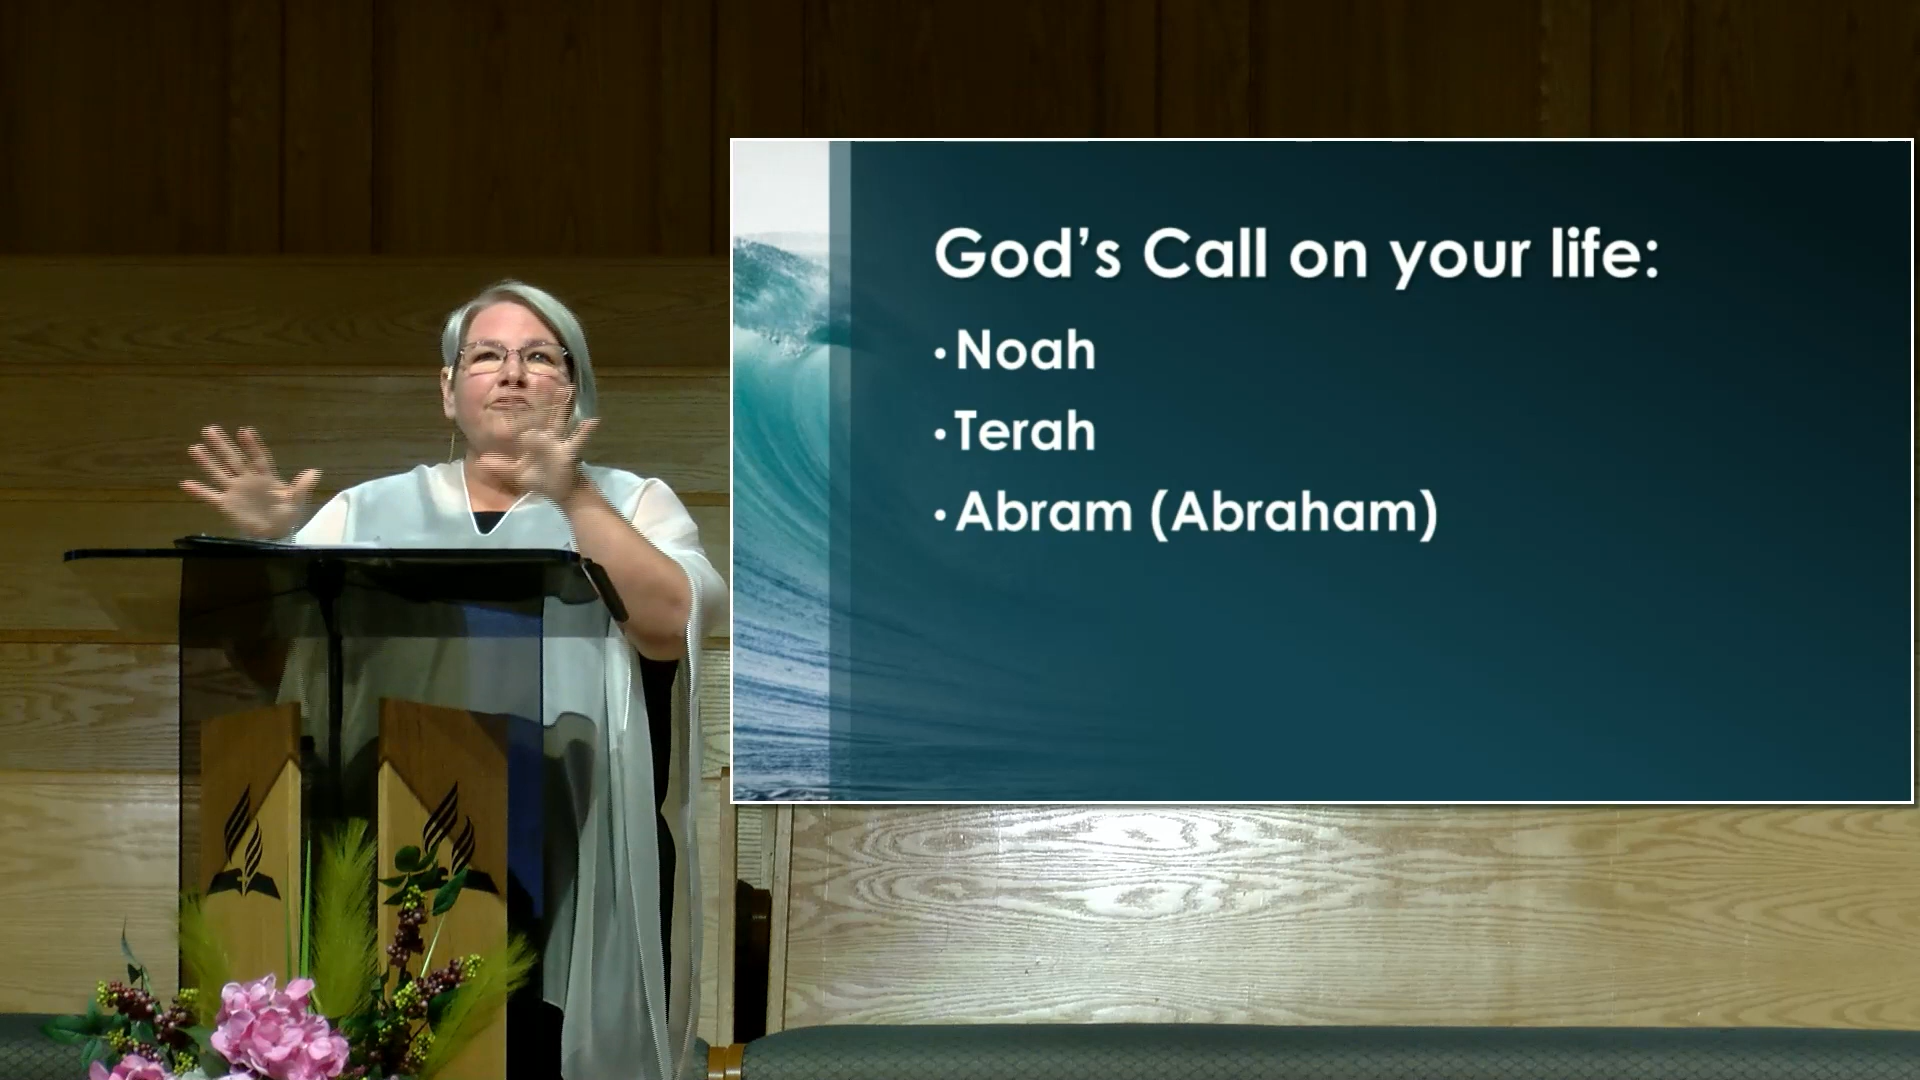 God’s Call on your life:
• Noah
• Terah
• Abram (Abraham)